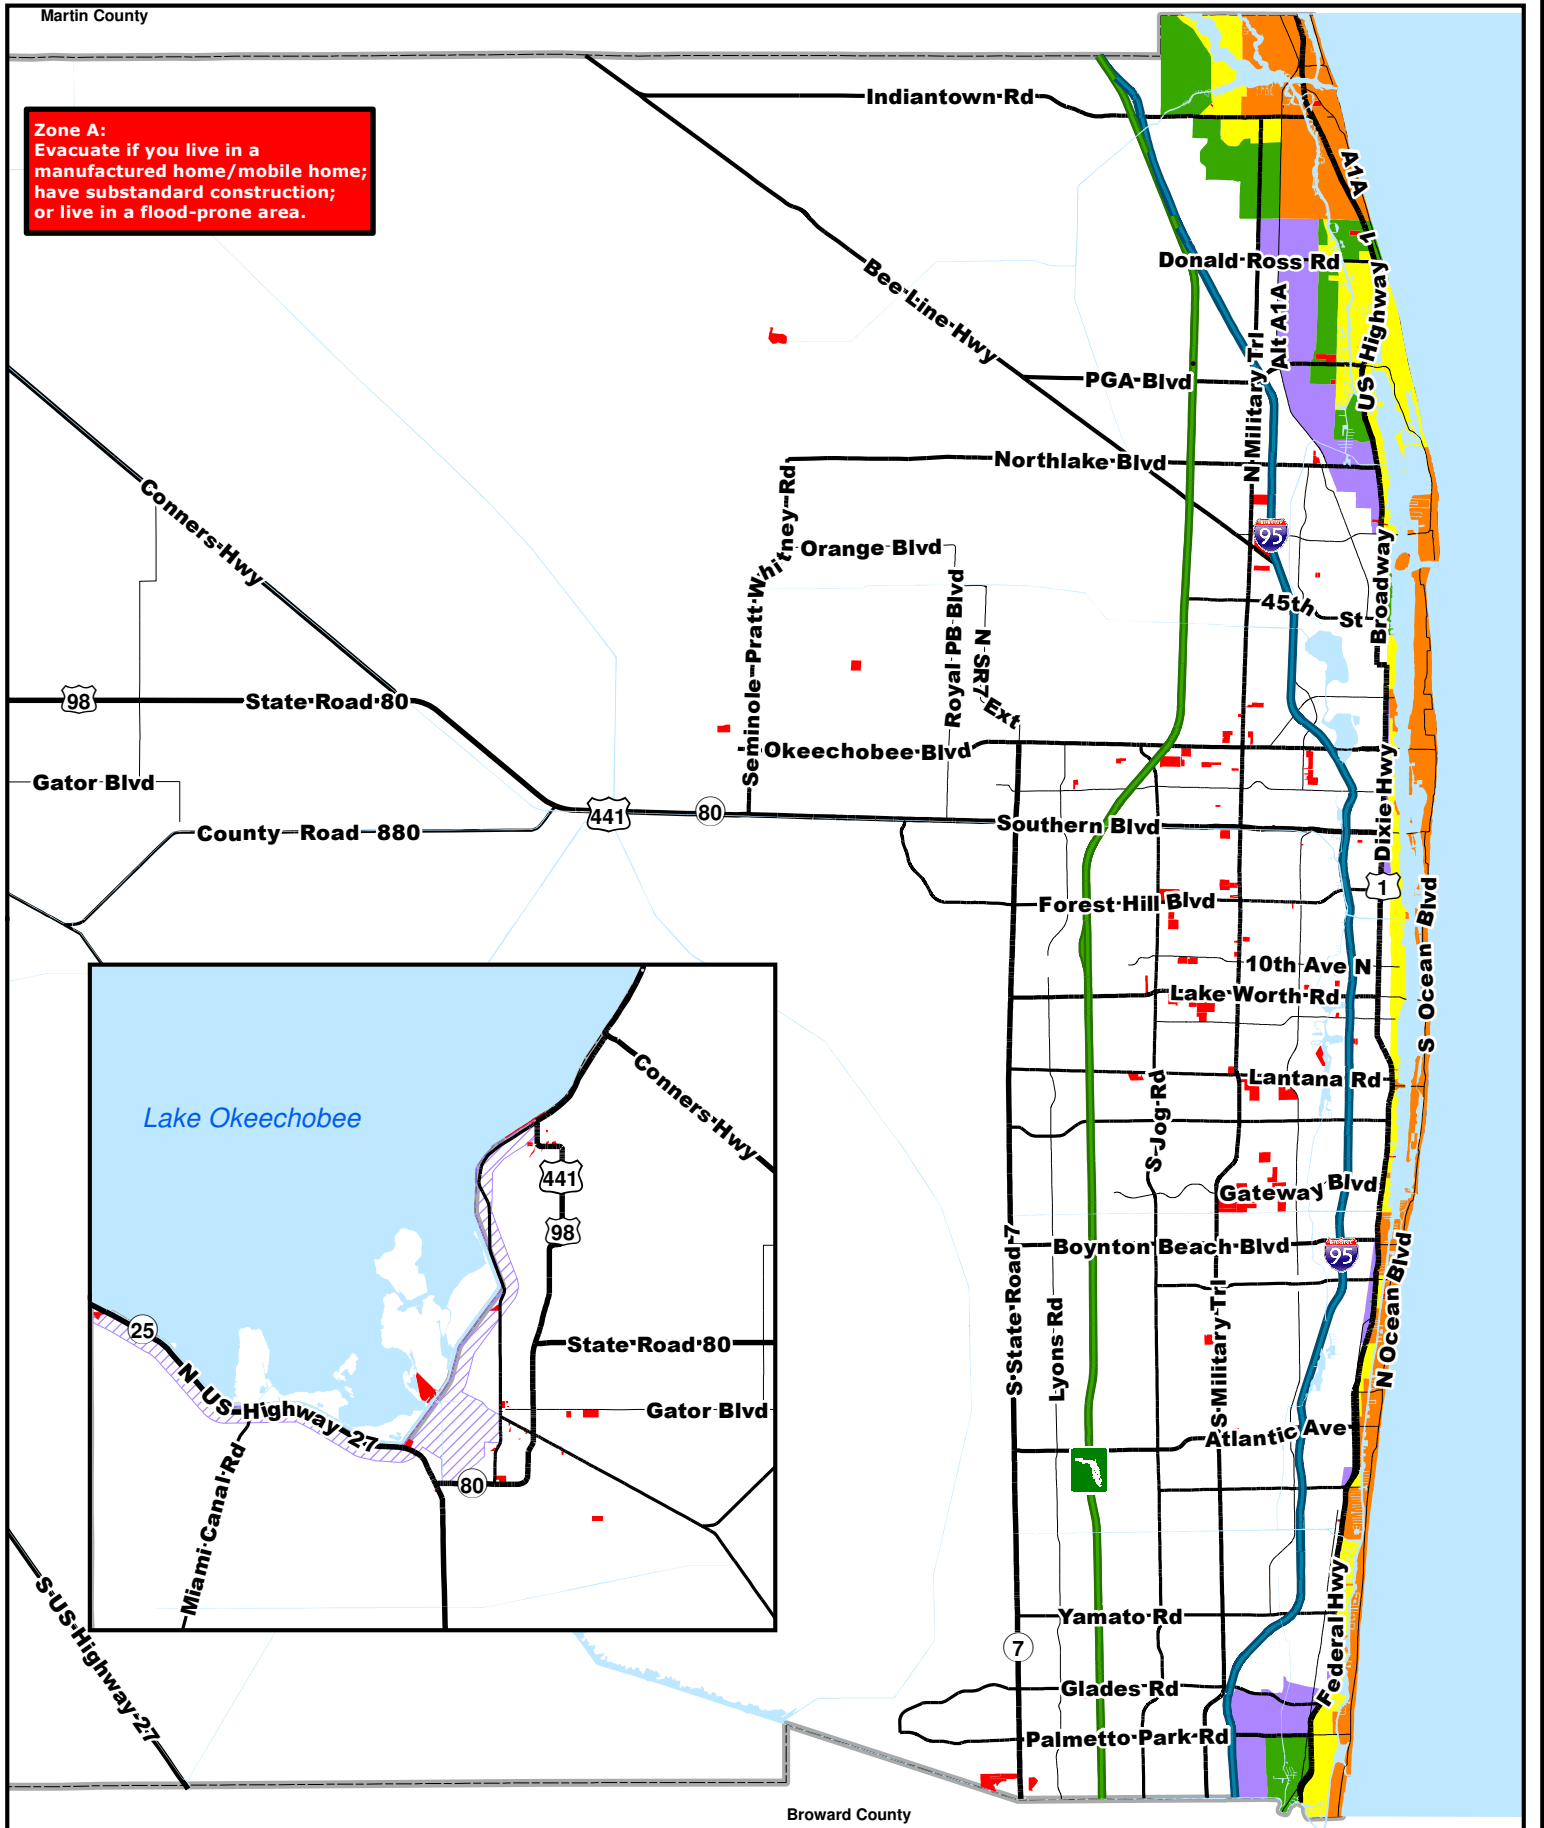 Martin County
Indiantown Rd
Zone A:
Evacuate if you live in a
manufactured home/mobile home;
have substandard construction;
or live in a flood-prone area.
A1A
Donald Ross Rd
US Highway 1
Bee Line Hwy
Alt A1A
PGA Blvd
N Military Trl
Northlake Blvd
Seminole Pratt Whitney Rd
Conners Hwy
95
Orange Blvd
Broadway
45th St
Royal PB Blvd
N SR7 Ext
98
State Road 80
Okeechobee Blvd
Gator Blvd
Dixie Hwy
441
80
Southern Blvd
County Road 880
1
Forest Hill Blvd
S Ocean Blvd
10th Ave N
Lake Worth Rd
Conners Hwy
Lake Okeechobee
Lantana Rd
S Jog Rd
441
Gateway Blvd
98
Boynton Beach Blvd
95
N Ocean Blvd
S State Road 7
Lyons Rd
S Military Trl
25
State Road 80
N US Highway 27
Gator Blvd
Atlantic Ave
Miami Canal Rd
80
S US Highway 27
Yamato Rd
Federal Hwy
7
Glades Rd
Palmetto Park Rd
Broward County